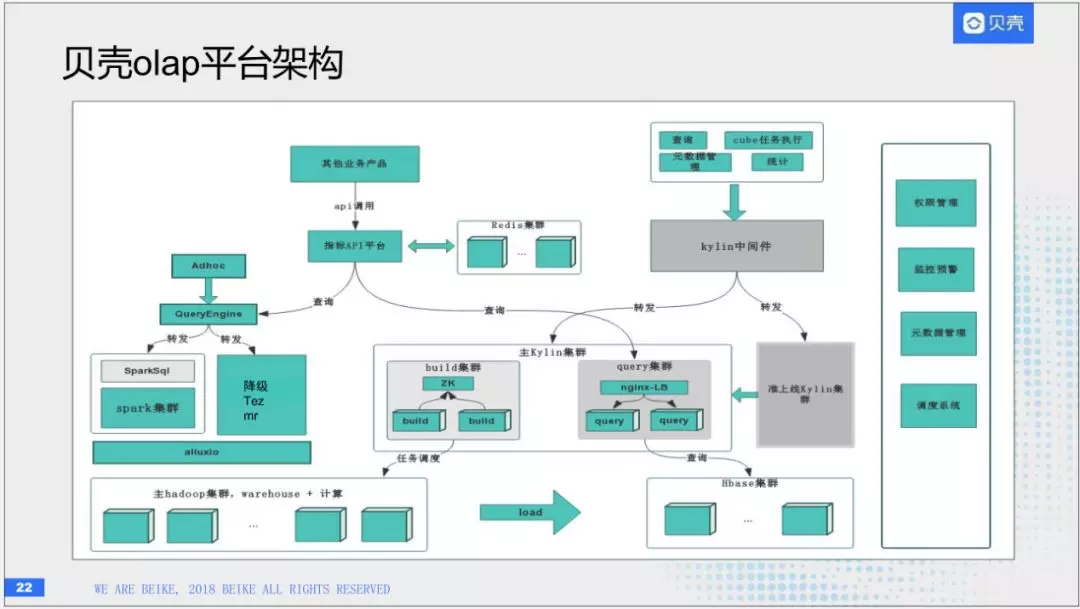 贝壳
贝壳olap平台架构
查询
cube任务执行
元数据管
理
统计
其他业务产品
api调用
指标API平台
Redis集群
...
kylin中间件
权限管理
监控预警
元数据管理
调度系统
Adhoc
QueryEngine
查询
查询
转发
转发
转发
转发
SparkSql
spark集群
降级
Tez
mr
alluxio
主Kylin集群
build集群
ZK
build
build
query集群
nginx-LB
query
query
准上线Kylin集
群
任务调度
查询
主hadoop集群，warehouse + 计算
...
load
Hbase集群
...
22
WE ARE BEIKE, 2018 BEIKE ALL RIGHTS RESERVED